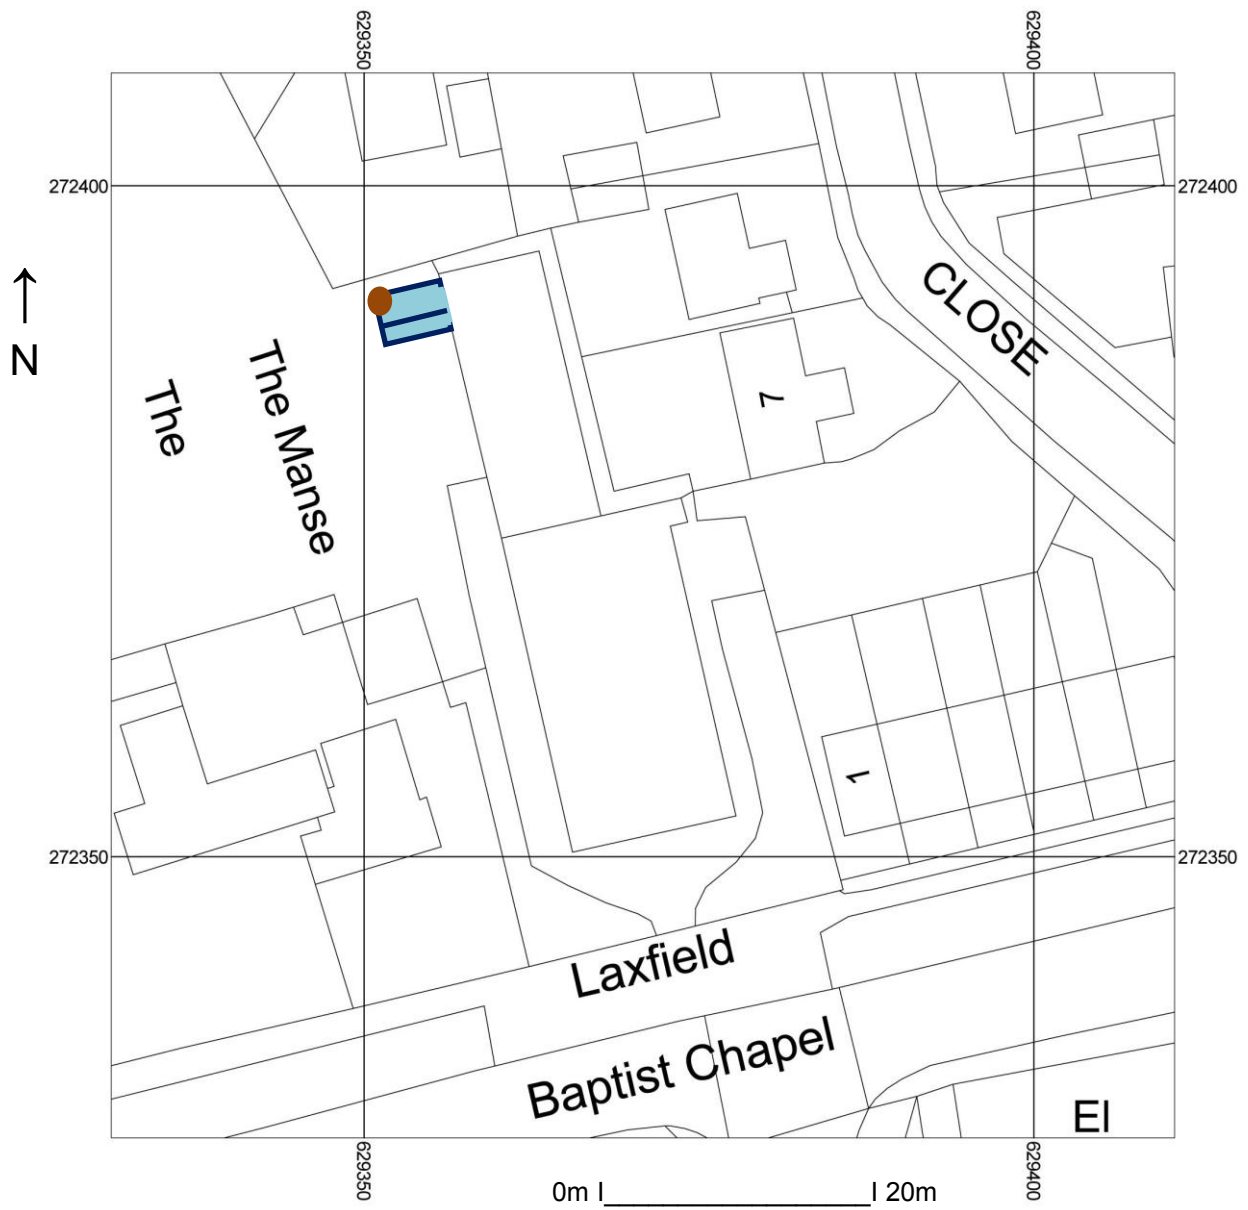 629350
629400
272400
272400
↑
N
CLOSE
The
The Manse
7
1
272350
272350
Laxfield
Baptist Chapel
El
629350
629400
0m I____________________I 20m